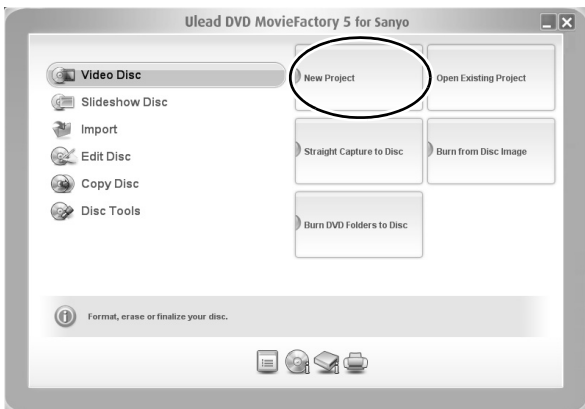 Ulead DVD MovieFactory 5 for Sanyo
Video Disc
Slideshow Disc
Import
Edit Disc
Copy Disc
Disc Tools
New Project
Open Existing Project
Straight Capture to Disc
Burn from Disc Image
Burn DVD Folders to Disc
Format, erase or finalize your disc.